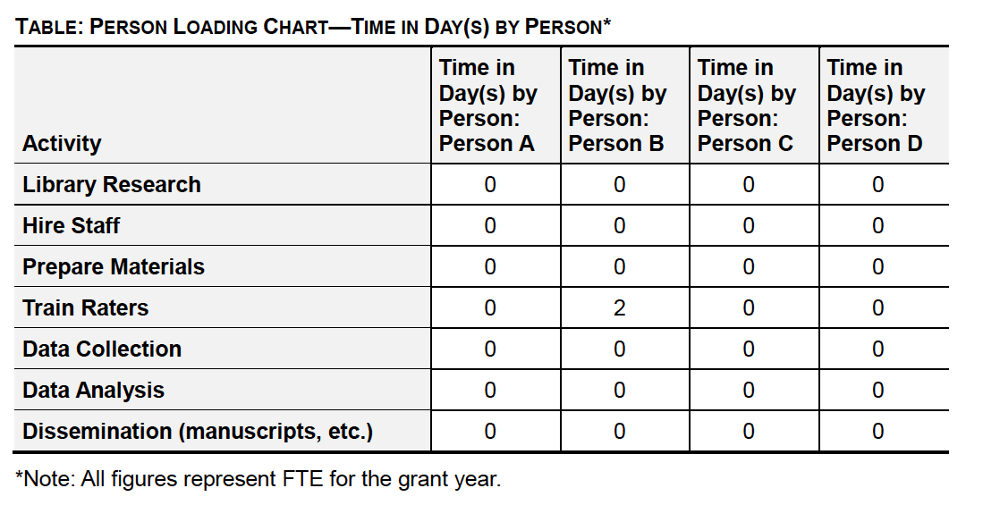 TABLE: PERSON LOADING CHART—TIME IN DAY(S) BY PERSON*
Activity Time in Day(s) by Person: Person A Time in Day(s) by Person: Person B Time in Day(s) by Person: Person C Time in Day(s) by Person: Person D
Library Research 0 0 0 0
Hire Staff 0 0 0 0
Prepare Materials 0 0 0 0
Train Raters 0 2 0 0
Data Collection 0 0 0 0
Data Analysis 0 0 0 0
Dissemination (manuscripts, etc.) 0 0 0 0
*Note: All figures represent FTE for the grant year.